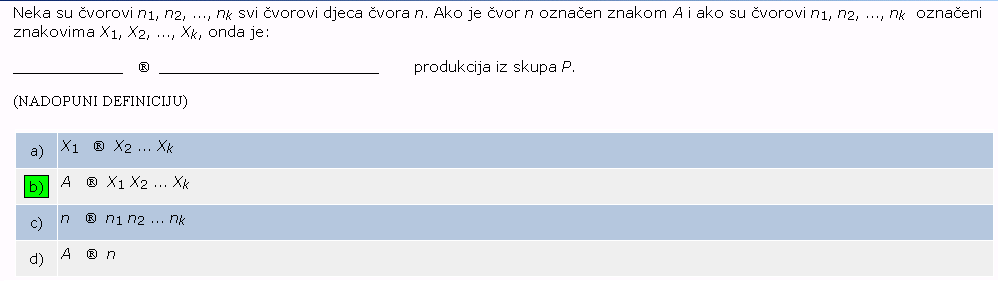 Neka su čvorovi n1, n2, ..., nk svi čvorovi djeca čvora n. Ako je čvor n označen znakom A i ako su čvorovi n1, n2, ..., nk označeni
znakovima X1, X2, ..., Xk, onda je:
____________ ® ________________________ produkcija iz skupa P.
(NADOPUNI DEFINICIJU)
a) X1 ® X2 ... Xk
b) A ® X1 X2 ... Xk
c) n ® n1 n2 ... nk
d) A ® n